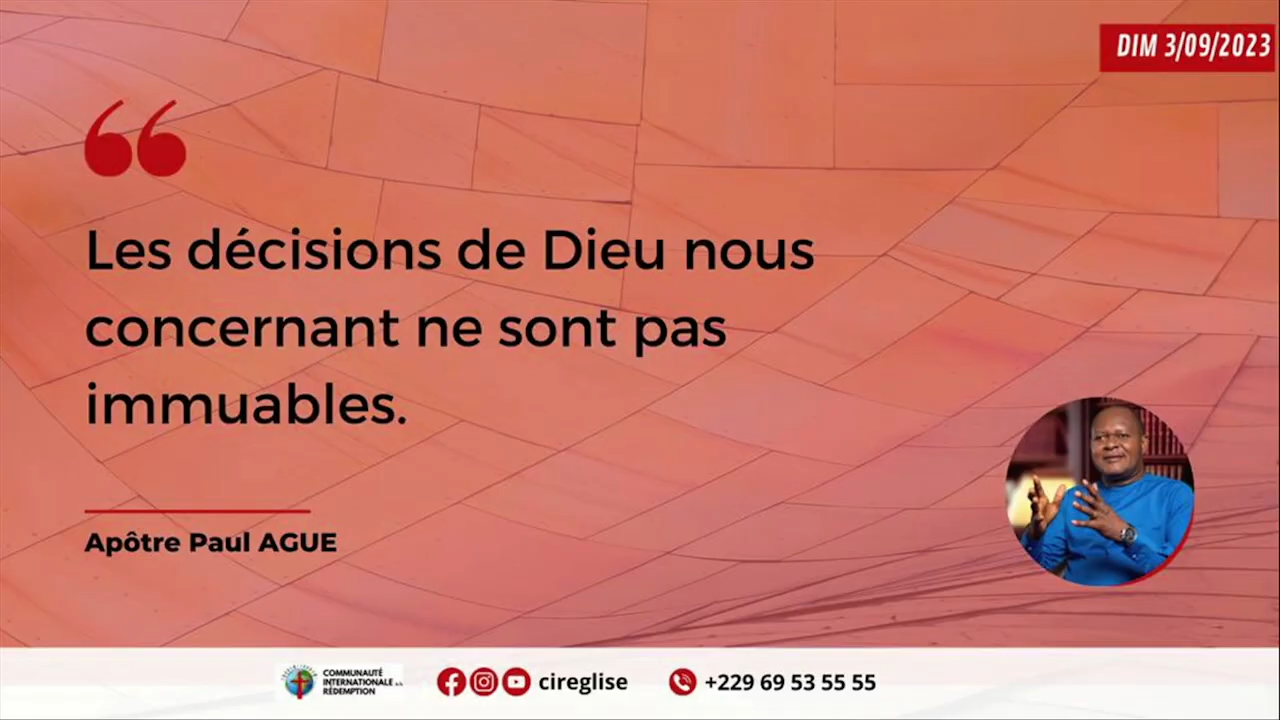 DIM 3/09/2023
Les décisions de Dieu nous
concernant ne sont pas
immuables.
Apôtre Paul AGUE
COMMUNAUTÉ
INTERNATIONALE
RÉDEMPTION
cireglise
+229 69 53 55 55